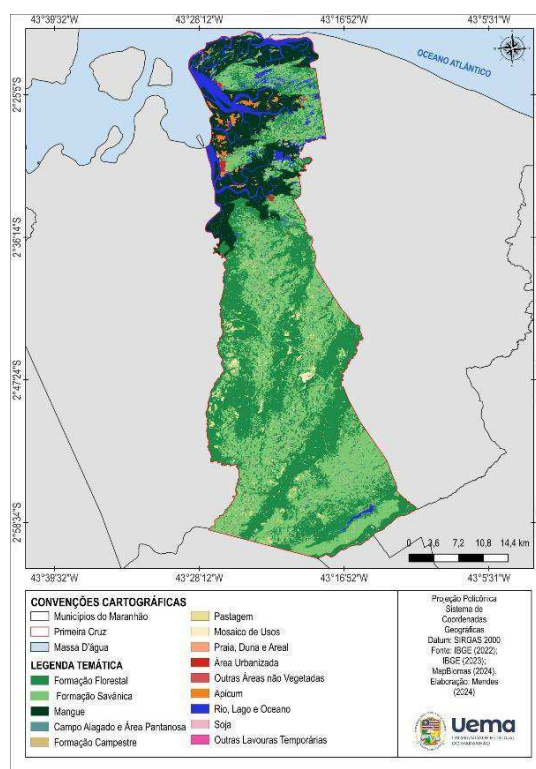 43°39'32"W 43°28'12"W 43°16'52"W 43°5'31"W
OCEANO ATLÂNTICO
2°25'5"S
2°36'14"S
2°47'24"S
2°58'34"S
0 3,6 7,2 10,8 14,4 km
43°39'32"W 43°28'12"W 43°16'52"W 43°5'31"W
CONVENÇÕES CARTOGRÁFICAS
Municípios do Maranhão
Primeira Cruz
Massa D'água
LEGENDA TEMÁTICA
Formação Florestal
Formação Savânica
Mangue
Campo Alagado e Área Pantanosa
Formação Campestre
Pastagem
Mosaico de Usos
Praia, Duna e Areal
Área Urbanizada
Outras Áreas não Vegetadas
Apicum
Rio, Lago e Oceano
Soja
Outras Lavouras Temporárias
Projeção Policônica
Sistema de
Coordenadas
Geográficas
Datum: SIRGAS 2000
Fonte: IBGE (2022);
IBGE (2023);
MapBiomas (2024).
Elaboração: Mendes
(2024)
Uema
UNIVERSIDADE ESTADUAL
DO MARANHÃO